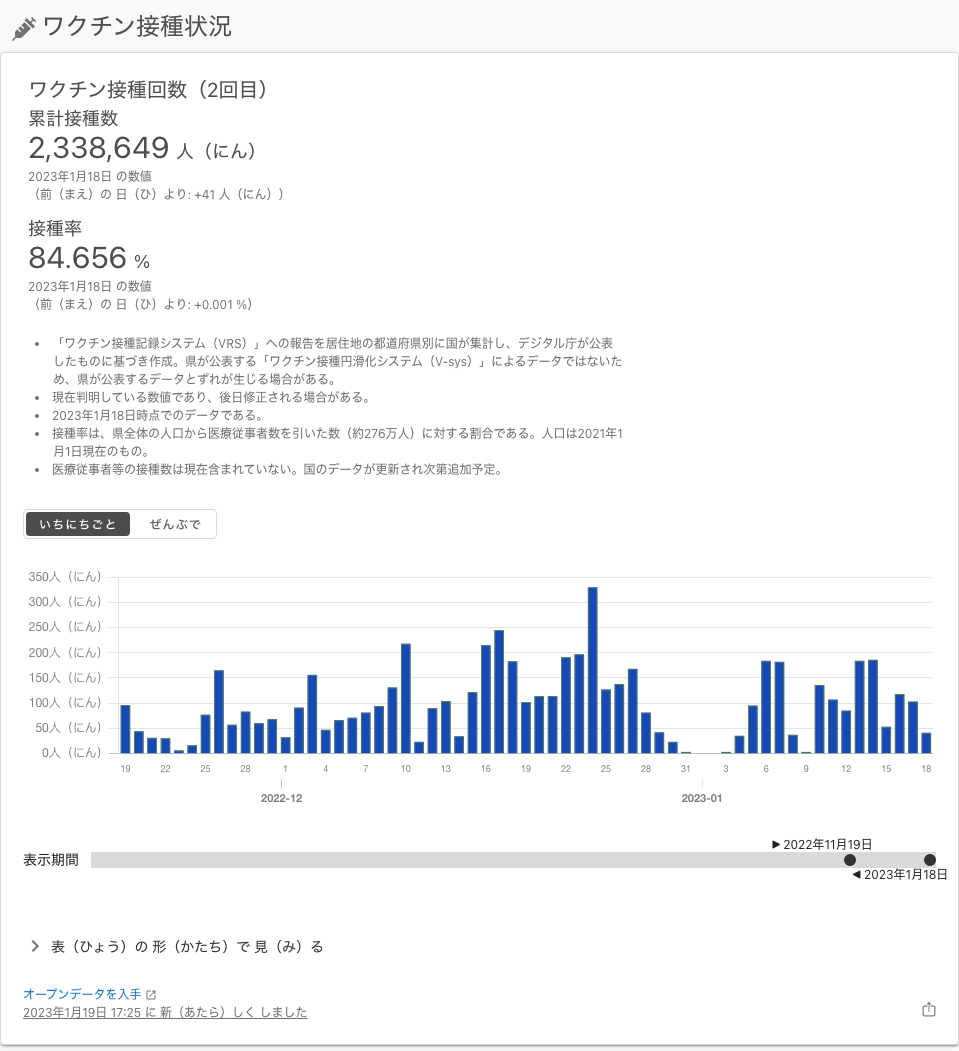 ワクチン接種状況
ワクチン接種回数（2回目）
累計接種数
2,338,649 人（にん）
2023年1月18日 の数値
（前（まえ）の 日（ひ）より: +41 人（にん））
接種率
84.656 %
2023年1月18日 の数値
（前（まえ）の 日（ひ）より: +0.001 %）
• 「ワクチン接種記録システム（VRS）」への報告を居住地の都道府県別に国が集計し、デジタル庁が公表
したものに基づき作成。県が公表する「ワクチン接種円滑化システム（V-sys）」によるデータではないた
め、県が公表するデータとずれが生じる場合がある。
• 現在判明している数値であり、後日修正される場合がある。
• 2023年1月18日時点でのデータである。
• 接種率は、県全体の人口から医療従事者数を引いた数（約276万人）に対する割合である。人口は2021年1
月1日現在のもの。
• 医療従事者等の接種数は現在含まれていない。国のデータが更新され次第追加予定。
いちにちごと ぜんぶで
350人（にん）
300人（にん）
250人（にん）
200人（にん）
150人（にん）
100人（にん）
50人（にん）
0人（にん）
19 22 25 28 1 4 7 10 13 16 19 22 25 28 31 3 6 9 12 15 18
2022-12 2023-01
▶ 2022年11月19日
表示期間
◀ 2023年1月18日
表（ひょう）の 形（かたち）で 見（み）る
オープンデータを入手
2023年1月19日 17:25 に 新（あたら）しく しました